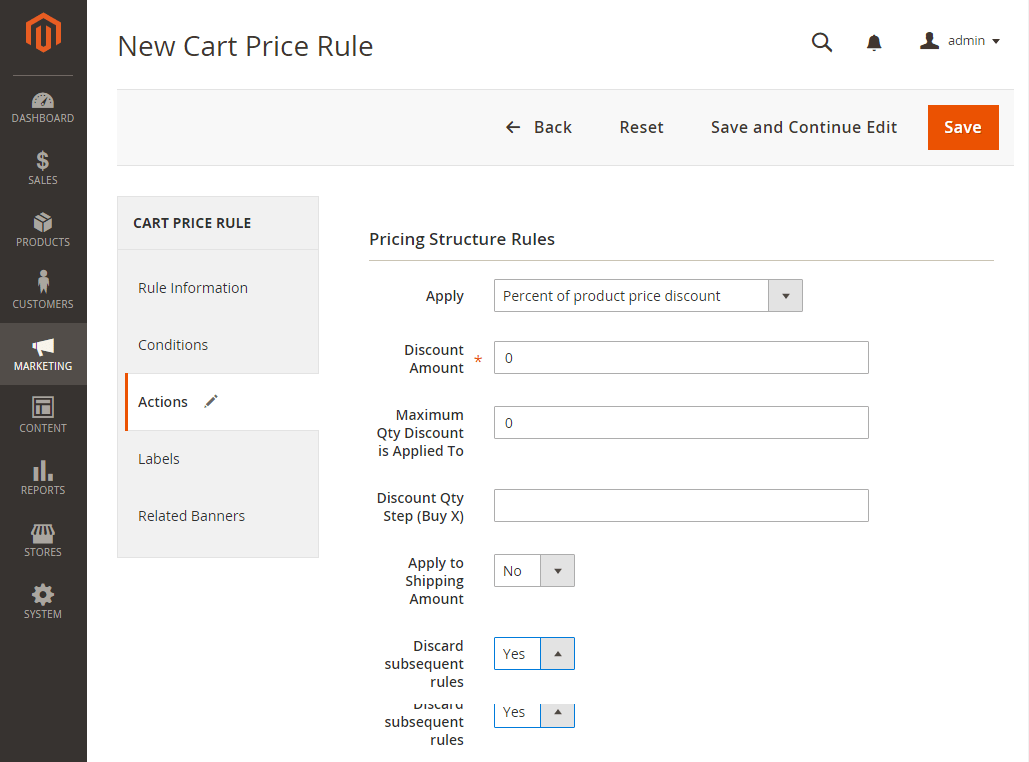 New Cart Price Rule
admin
DASHBOARD
SALES
PRODUCTS
CUSTOMERS
MARKETING
CONTENT
REPORTS
STORES
SYSTEM
Back
Reset
Save and Continue Edit
Save
CART PRICE RULE
Rule Information
Conditions
Actions
Labels
Related Banners
Pricing Structure Rules
Apply
Percent of product price discount
Discount
Amount
*
0
Maximum
Qty Discount
is Applied To
0
Discount Qty
Step (Buy X)
Apply to
Shipping
Amount
No
Discard
subsequent
rules
Yes
Discard
subsequent
rules
Yes